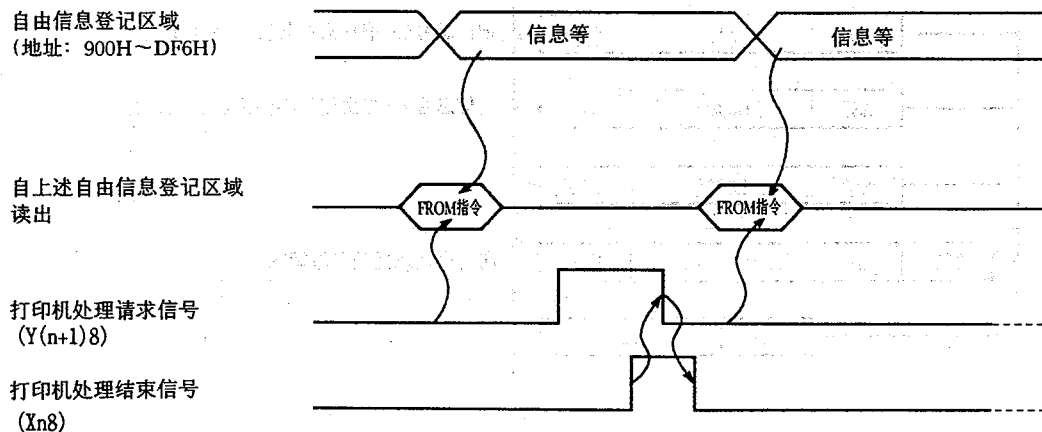 自由信息登记区域
(地址: 900H～DF6H)
信息等
信息等
自上述自由信息登记区域
读出
FROM指令
FROM指令
打印机处理请求信号
(Y(n+1)8)
打印机处理结束信号
(Xn8)